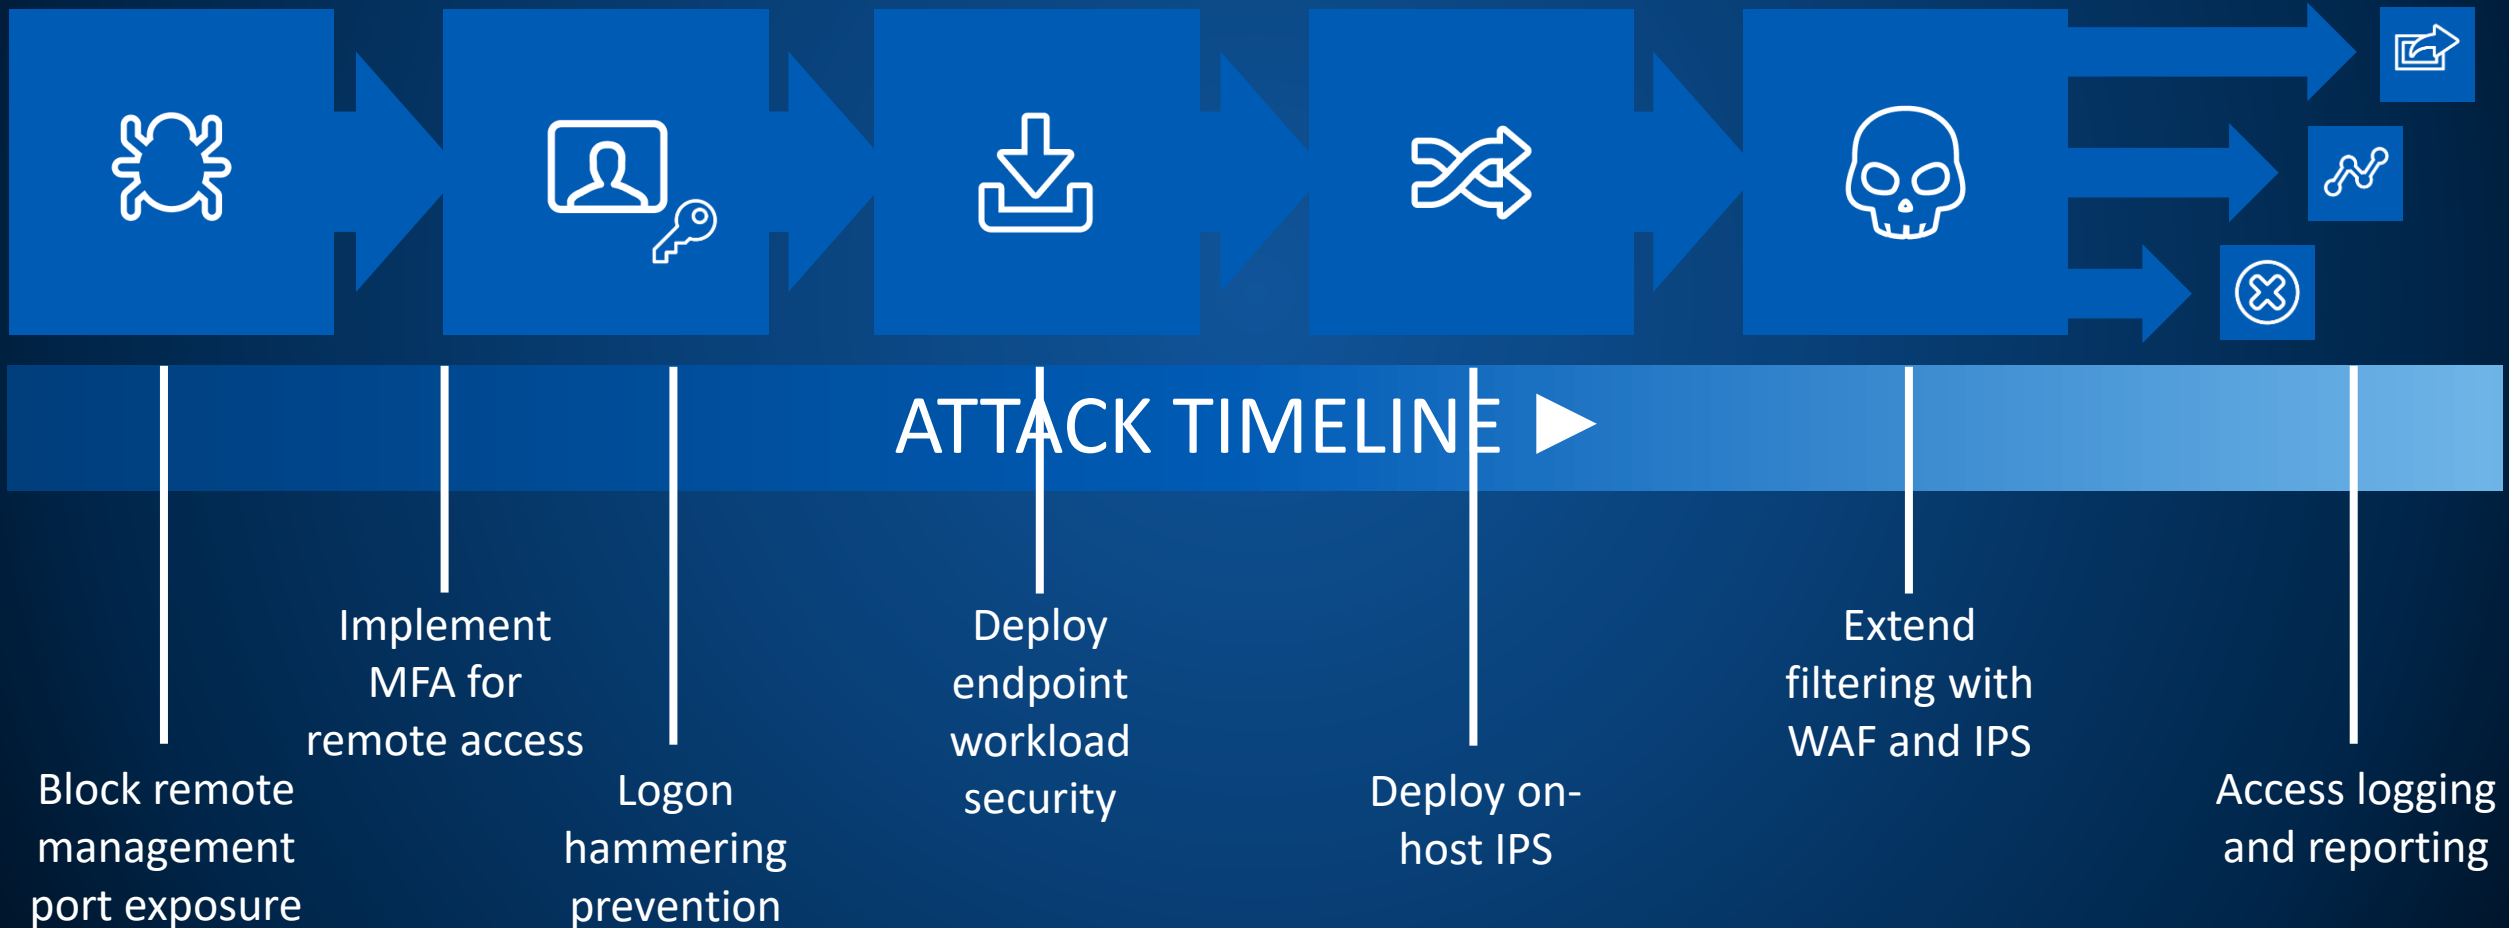 ATTACK TIMELINE
Block remote
management
port exposure
Implement
MFA for
remote access
Logon
hammering
prevention
Deploy
endpoint
workload
security
Deploy on-
host IPS
Extend
filtering with
WAF and IPS
Access logging
and reporting